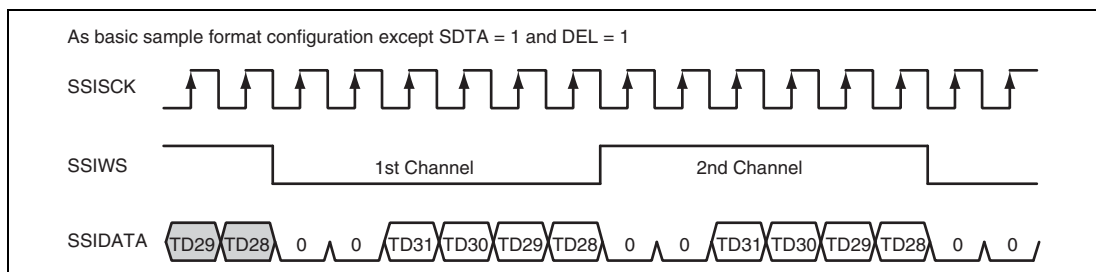 As basic sample format configuration except SDTA = 1 and DEL = 1
SSISCK
SSIWS 1st Channel 2nd Channel
SSIDATA TD29 TD28 0 0 TD31 TD30 TD29 TD28 0 0 TD31 TD30 TD29 TD28 0 0